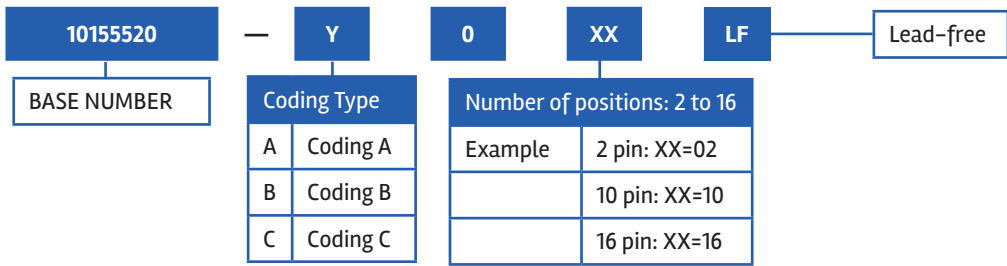 10155520 — Y 0 XX LF Lead–free
BASE NUMBER
Coding Type
A Coding A
B Coding B
C Coding C
Number of positions: 2 to 16
Example 2 pin: XX=02
10 pin: XX=10
16 pin: XX=16